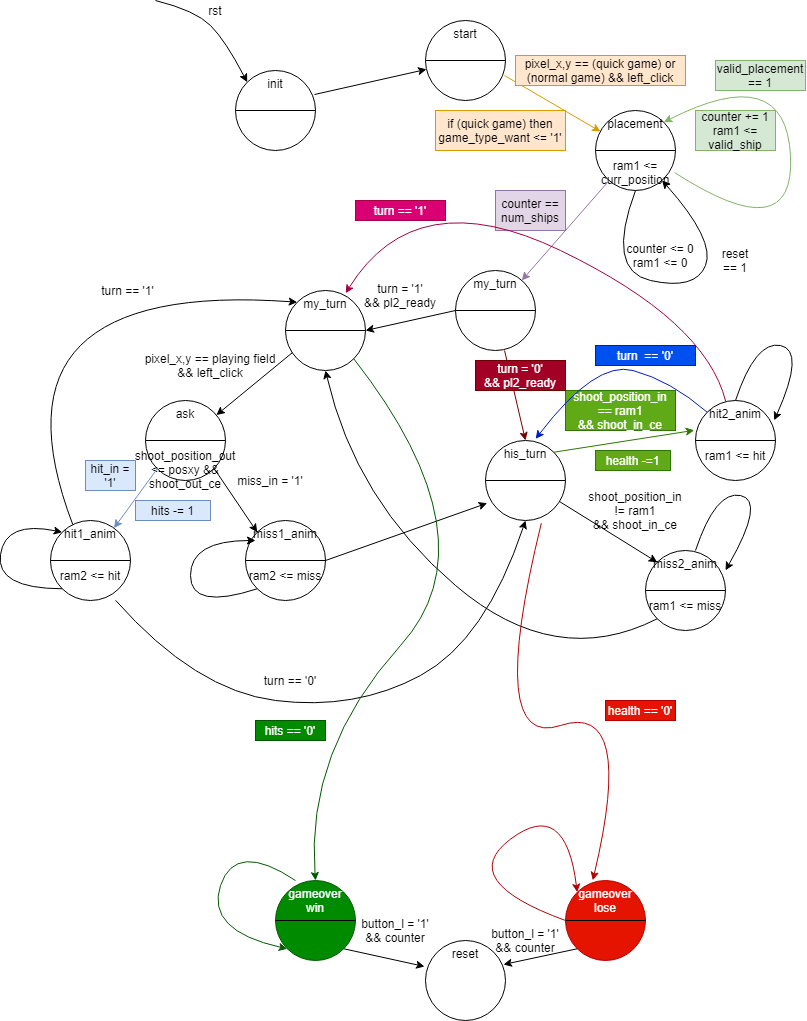 rst
start
init
pixel_x,y == (quick game) or
(normal game) && left_click
valid_placement
== 1
if (quick game) then
game_type_want <= '1'
placement
counter += 1
ram1 <=
valid_ship
ram1 <=
curr_position
turn == '1'
counter ==
num_ships
counter <= 0
ram1 <= 0
reset
== 1
turn == '1'
my_turn
turn = '1'
&& pl2_ready
my_turn
pixel_x,y == playing field
&& left_click
turn = '0'
&& pl2_ready
turn == '0'
shoot_position_in
== ram1
&& shoot_in_ce
hit2_anim
ram1 <= hit
ask
shoot_position_out
<= posxy &&
shoot_out_ce
hit_in =
'1'
hits -= 1
miss_in = '1'
his_turn
health -=1
shoot_position_in
!= ram1
&& shoot_in_ce
hit1_anim
ram2 <= hit
miss1_anim
ram2 <= miss
miss2_anim
ram1 <= miss
turn == '0'
hits == '0'
health == '0'
gameover
win
gameover
lose
button_l = '1'
&& counter
button_l = '1'
&& counter
reset